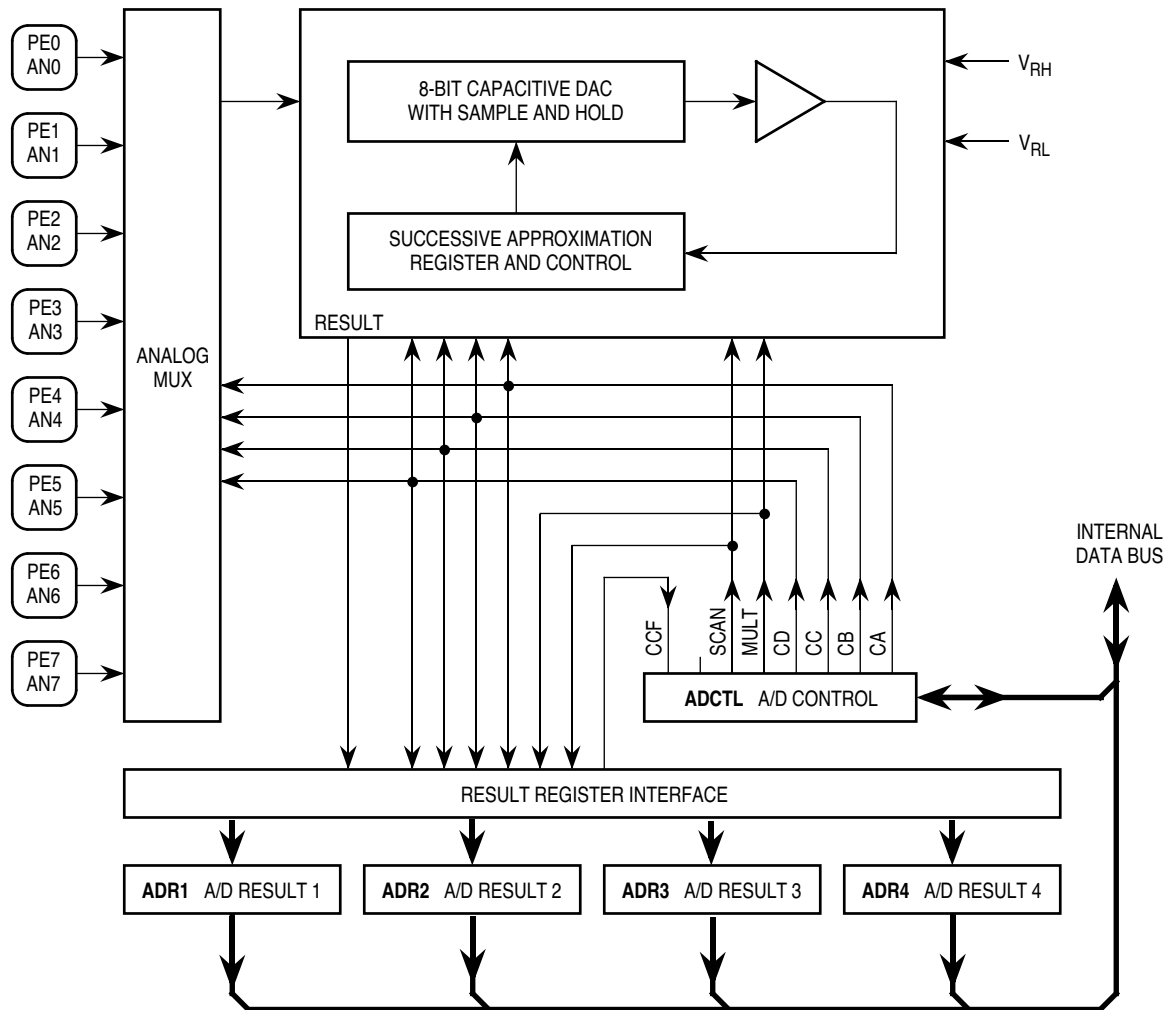 PE0
AN0
PE1
AN1
PE2
AN2
PE3
AN3
PE4
AN4
PE5
AN5
PE6
AN6
PE7
AN7
ANALOG
MUX
8-BIT CAPACITIVE DAC
WITH SAMPLE AND HOLD
SUCCESSIVE APPROXIMATION
REGISTER AND CONTROL
RESULT
VRH
VRL
INTERNAL
DATA BUS
CCF
SCAN
MULT
CD
CC
CB
CA
ADCTL A/D CONTROL
RESULT REGISTER INTERFACE
ADR1 A/D RESULT 1
ADR2 A/D RESULT 2
ADR3 A/D RESULT 3
ADR4 A/D RESULT 4